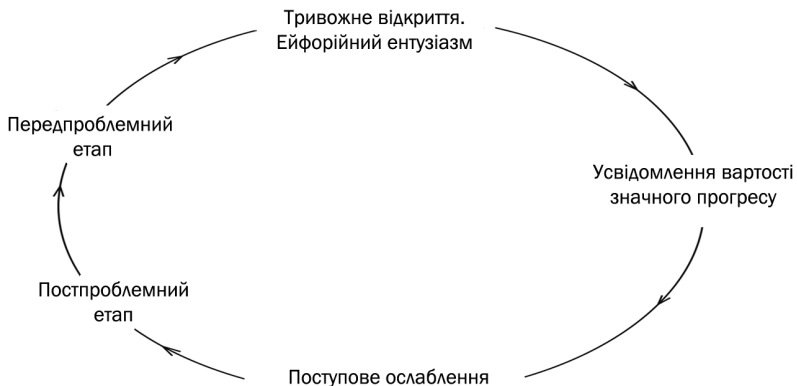 Тривожне відкриття.
Ейфорійний ентузіазм
Передпроблемний
етап
Усвідомлення вартості
значного прогресу
Постпроблемний
етап
Поступове ослаблення